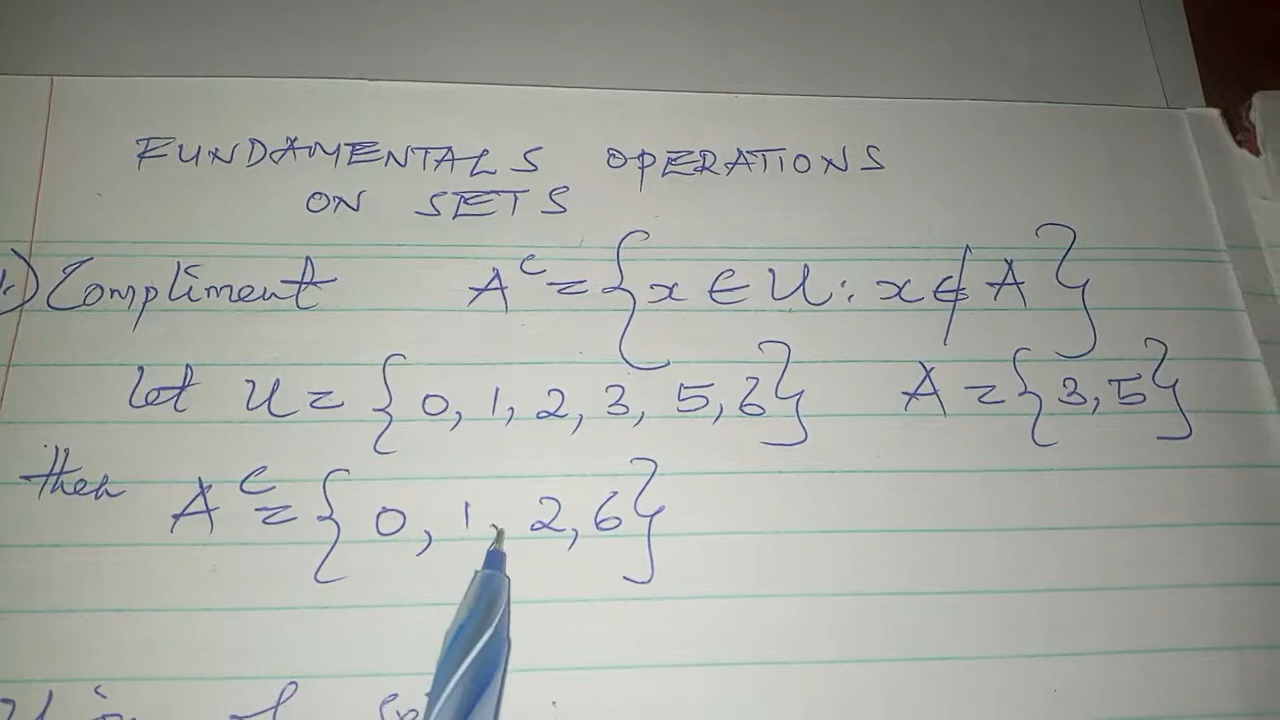 FUNDAMENTALS OPERATIONS
ON SETS
1.) Compliment A^c = {x ∈ U : x ∉ A}
let U = {0, 1, 2, 3, 5, 6} A = {3, 5}
then A^c = {0, 1, 2, 6}